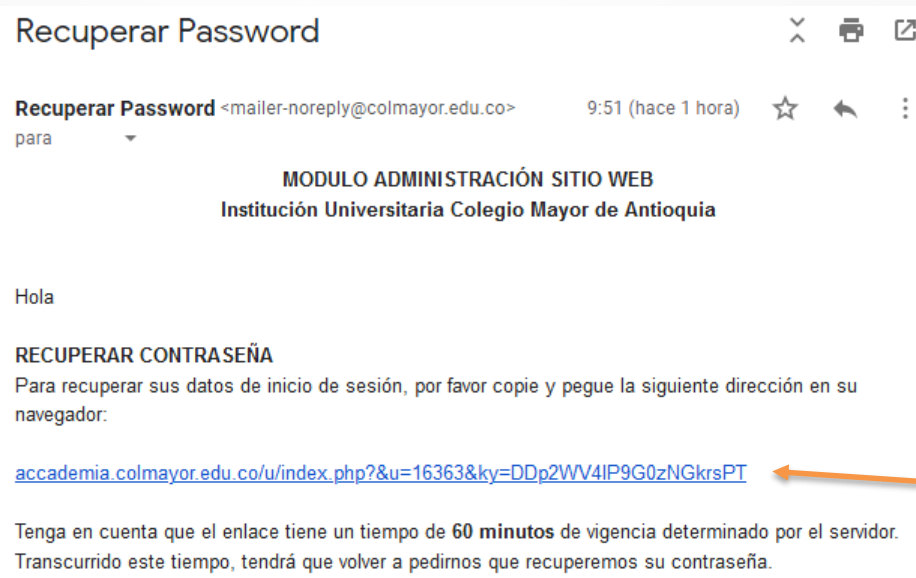 Recuperar Password
Recuperar Password <mailer-noreply@colmayor.edu.co> 9:51 (hace 1 hora)
para
MODULO ADMINISTRACIÓN SITIO WEB
Institución Universitaria Colegio Mayor de Antioquia
Hola
RECUPERAR CONTRASEÑA
Para recuperar sus datos de inicio de sesión, por favor copie y pegue la siguiente dirección en su
navegador:
accademia.colmayor.edu.co/u/index.php?&u=16363&ky=DDp2WV4IP9G0zNGkrsPT
Tenga en cuenta que el enlace tiene un tiempo de 60 minutos de vigencia determinado por el servidor.
Transcurrido este tiempo, tendrá que volver a pedirnos que recuperemos su contraseña.